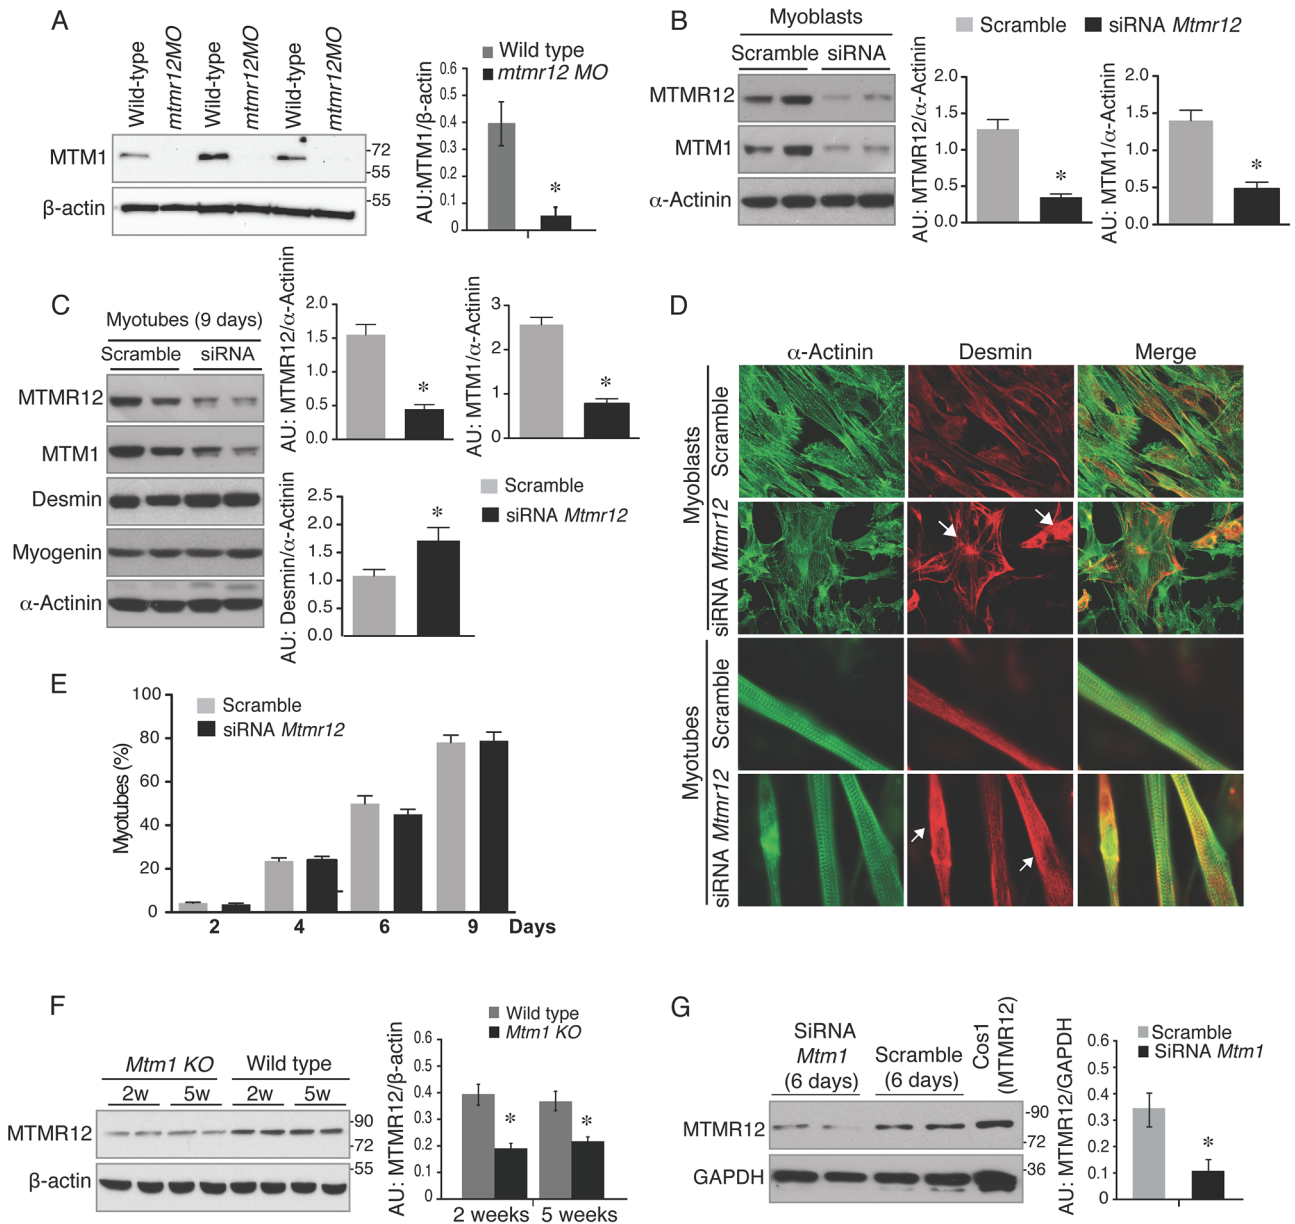 A
Wild-type
mtmr12MO
Wild-type
mtmr12MO
Wild-type
mtmr12MO
MTM1
β-actin
72
55
55
Wild type
mtmr12 MO
AU:MTM1/β-actin
0.6
0.5
0.4
0.3
0.2
0.1
0
*
B
Myoblasts
Scramble siRNA
MTMR12
MTM1
α-Actinin
Scramble
siRNA Mtmr12
AU: MTMR12/α-Actinin
2.0
1.5
1.0
0.5
0.0
*
AU: MTM1/α-Actinin
2.0
1.5
1.0
0.5
0.0
*
C
Myotubes (9 days)
Scramble siRNA
MTMR12
MTM1
Desmin
Myogenin
α-Actinin
AU: MTMR12/α-Actinin
2.0
1.5
1.0
0.5
0.0
*
AU: MTM1/α-Actinin
3
2
1
0
*
AU: Desmin/α-Actinin
2.5
2.0
1.5
1.0
0.5
0.0
*
Scramble
siRNA Mtmr12
D
α-Actinin
Desmin
Merge
Myoblasts
Scramble
siRNA Mtmr12
Myotubes
Scramble
siRNA Mtmr12
E
Scramble
siRNA Mtmr12
Myotubes (%)
100
80
60
40
20
0
2 4 6 9 Days
F
Mtm1 KO Wild type
2w 5w 2w 5w
MTMR12
β-actin
-90
-72
-55
Wild type
Mtm1 KO
AU: MTMR12/β-actin
0.6
0.5
0.4
0.3
0.2
0.1
0
*
*
2 weeks 5 weeks
G
SiRNA
Mtm1
(6 days)
Scramble
(6 days)
Cos1
(MTMR12)
MTMR12
GAPDH
-90
-72
-36
Scramble
SiRNA Mtm1
AU: MTMR12/GAPDH
0.6
0.5
0.4
0.3
0.2
0.1
0
*